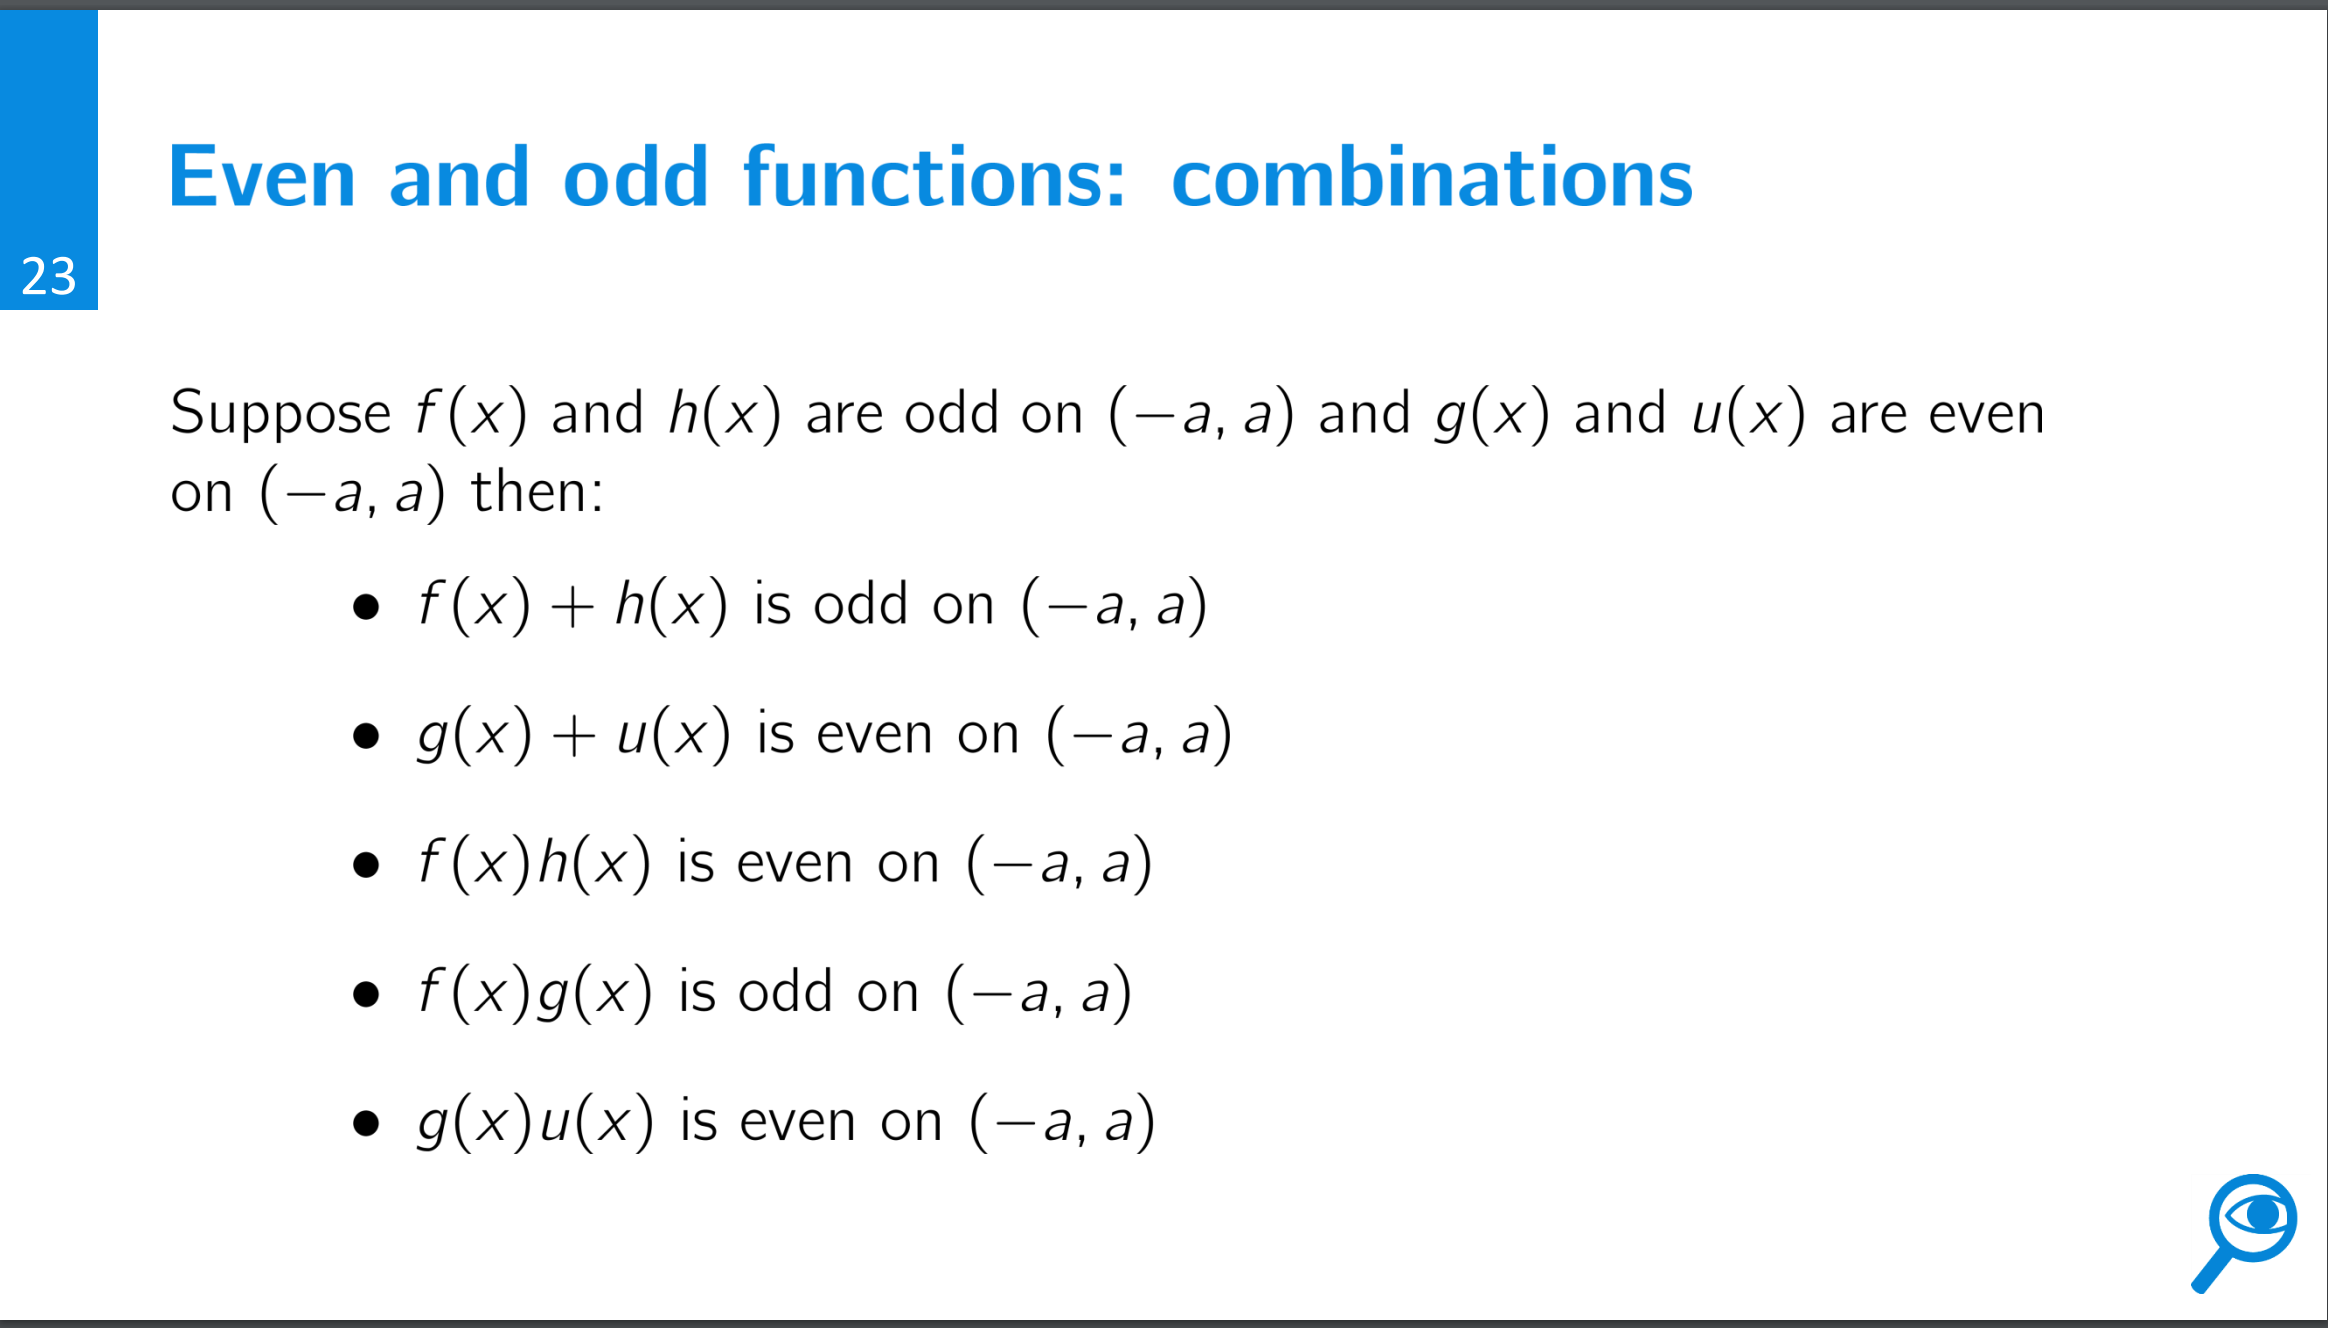 Even and odd functions: combinations
23
Suppose f(x) and h(x) are odd on (−a, a) and g(x) and u(x) are even
on (−a, a) then:
• f(x) + h(x) is odd on (−a, a)
• g(x) + u(x) is even on (−a, a)
• f(x)h(x) is even on (−a, a)
• f(x)g(x) is odd on (−a, a)
• g(x)u(x) is even on (−a, a)